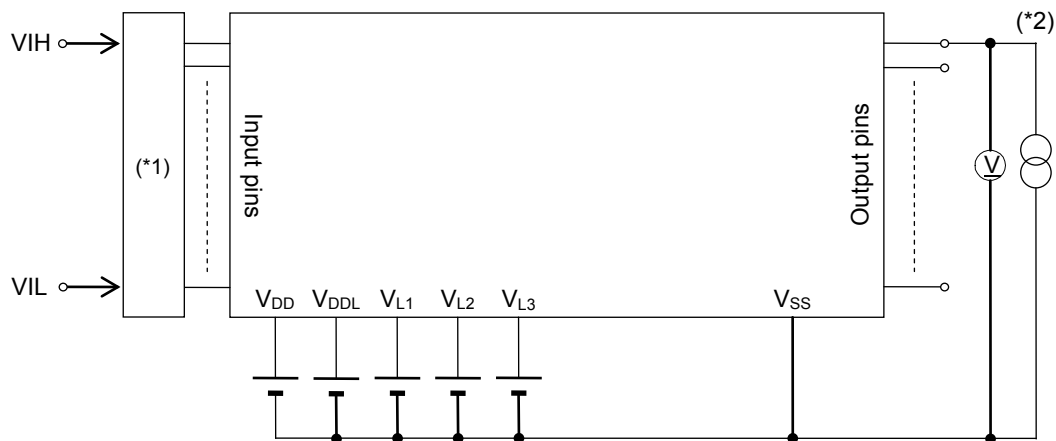 (*2)
VIH
(*1)
Input pins
Output pins
V
VIL
VDD VDDL VL1 VL2 VL3 VSS